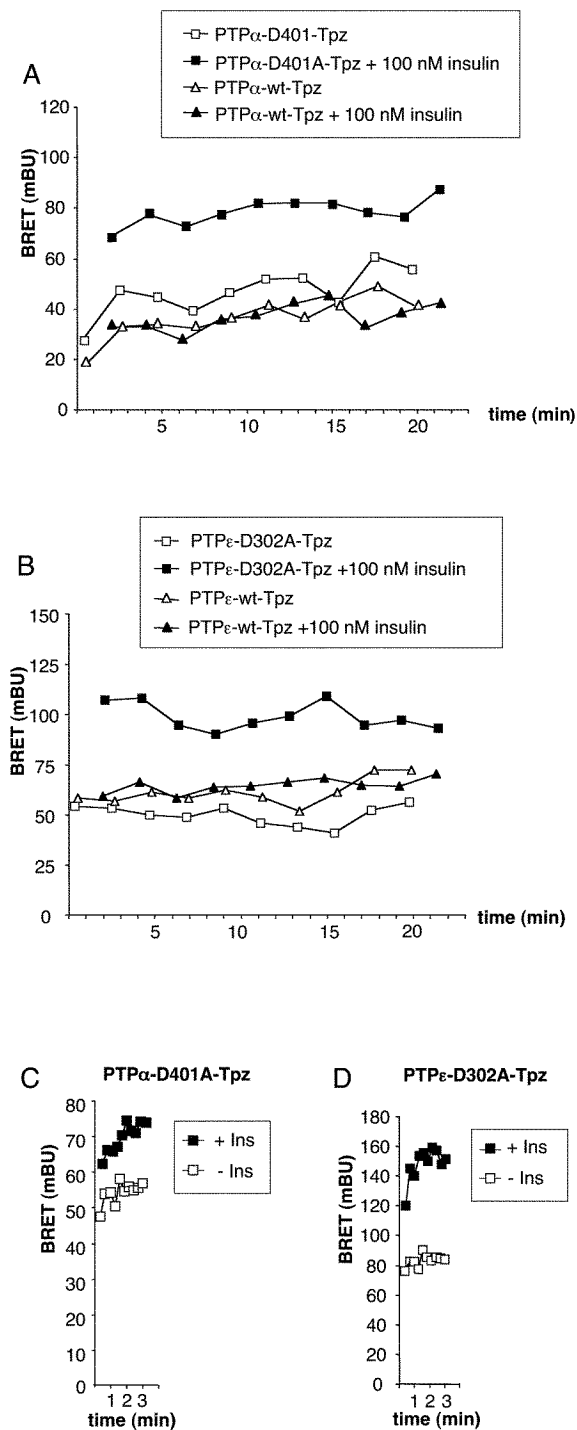 A
PTPα-D401-Tpz
PTPα-D401A-Tpz + 100 nM insulin
PTPα-wt-Tpz
PTPα-wt-Tpz + 100 nM insulin
BRET (mBU)
120
100
80
60
40
20
0
5
10
15
20
time (min)
B
PTPε-D302A-Tpz
PTPε-D302A-Tpz +100 nM insulin
PTPε-wt-Tpz
PTPε-wt-Tpz +100 nM insulin
BRET (mBU)
150
125
100
75
50
25
0
5
10
15
20
time (min)
C
PTPα-D401A-Tpz
+ Ins
- Ins
BRET (mBU)
80
70
60
50
40
30
20
10
0
1 2 3
time (min)
D
PTPε-D302A-Tpz
+ Ins
- Ins
BRET (mBU)
180
160
140
120
100
80
60
40
20
0
1 2 3
time (min)